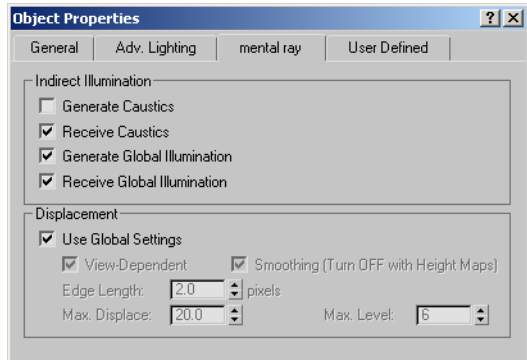 Object Properties
General Adv. Lighting mental ray User Defined
Indirect Illumination
Generate Caustics
Receive Caustics
Generate Global Illumination
Receive Global Illumination
Displacement
Use Global Settings
View-Dependent Smoothing (Turn OFF with Height Maps)
Edge Length: 2.0 pixels
Max. Displace: 20.0 Max. Level: 6